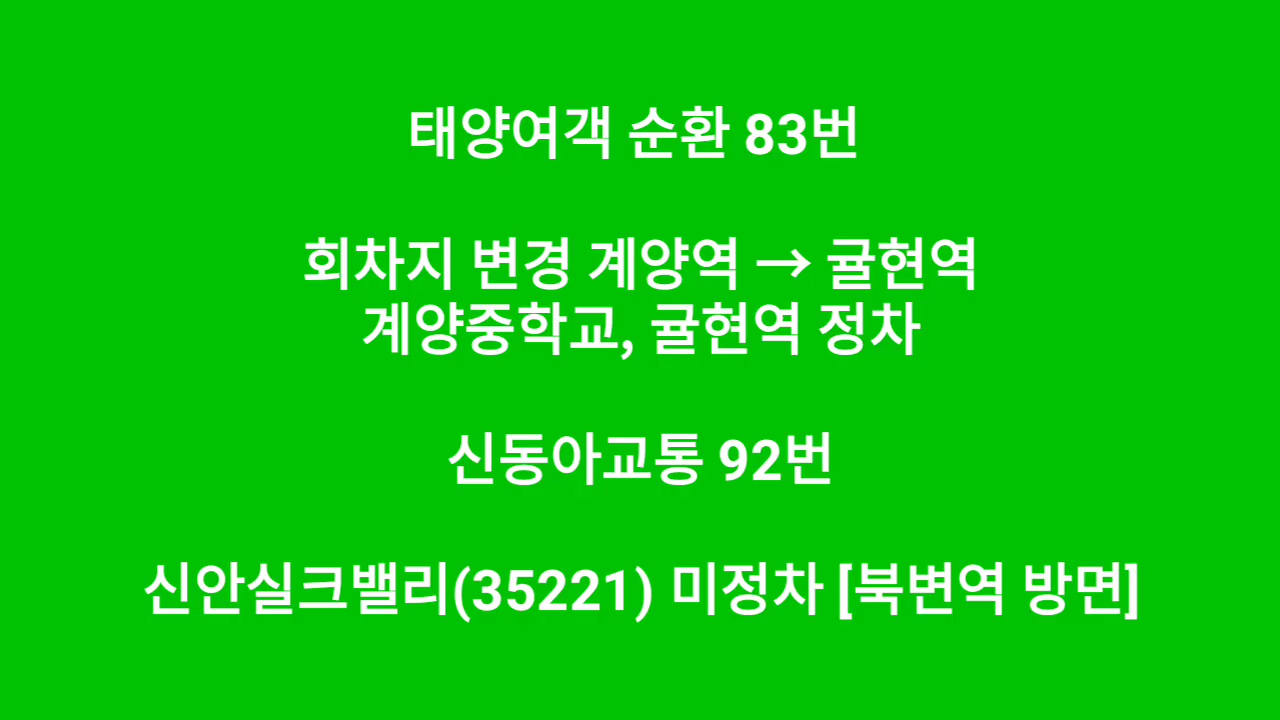 태양여객 순환 83번
회차지 변경 계양역 → 귤현역
계양중학교, 귤현역 정차
신동아교통 92번
신안실크밸리(35221) 미정차 [북변역 방면]